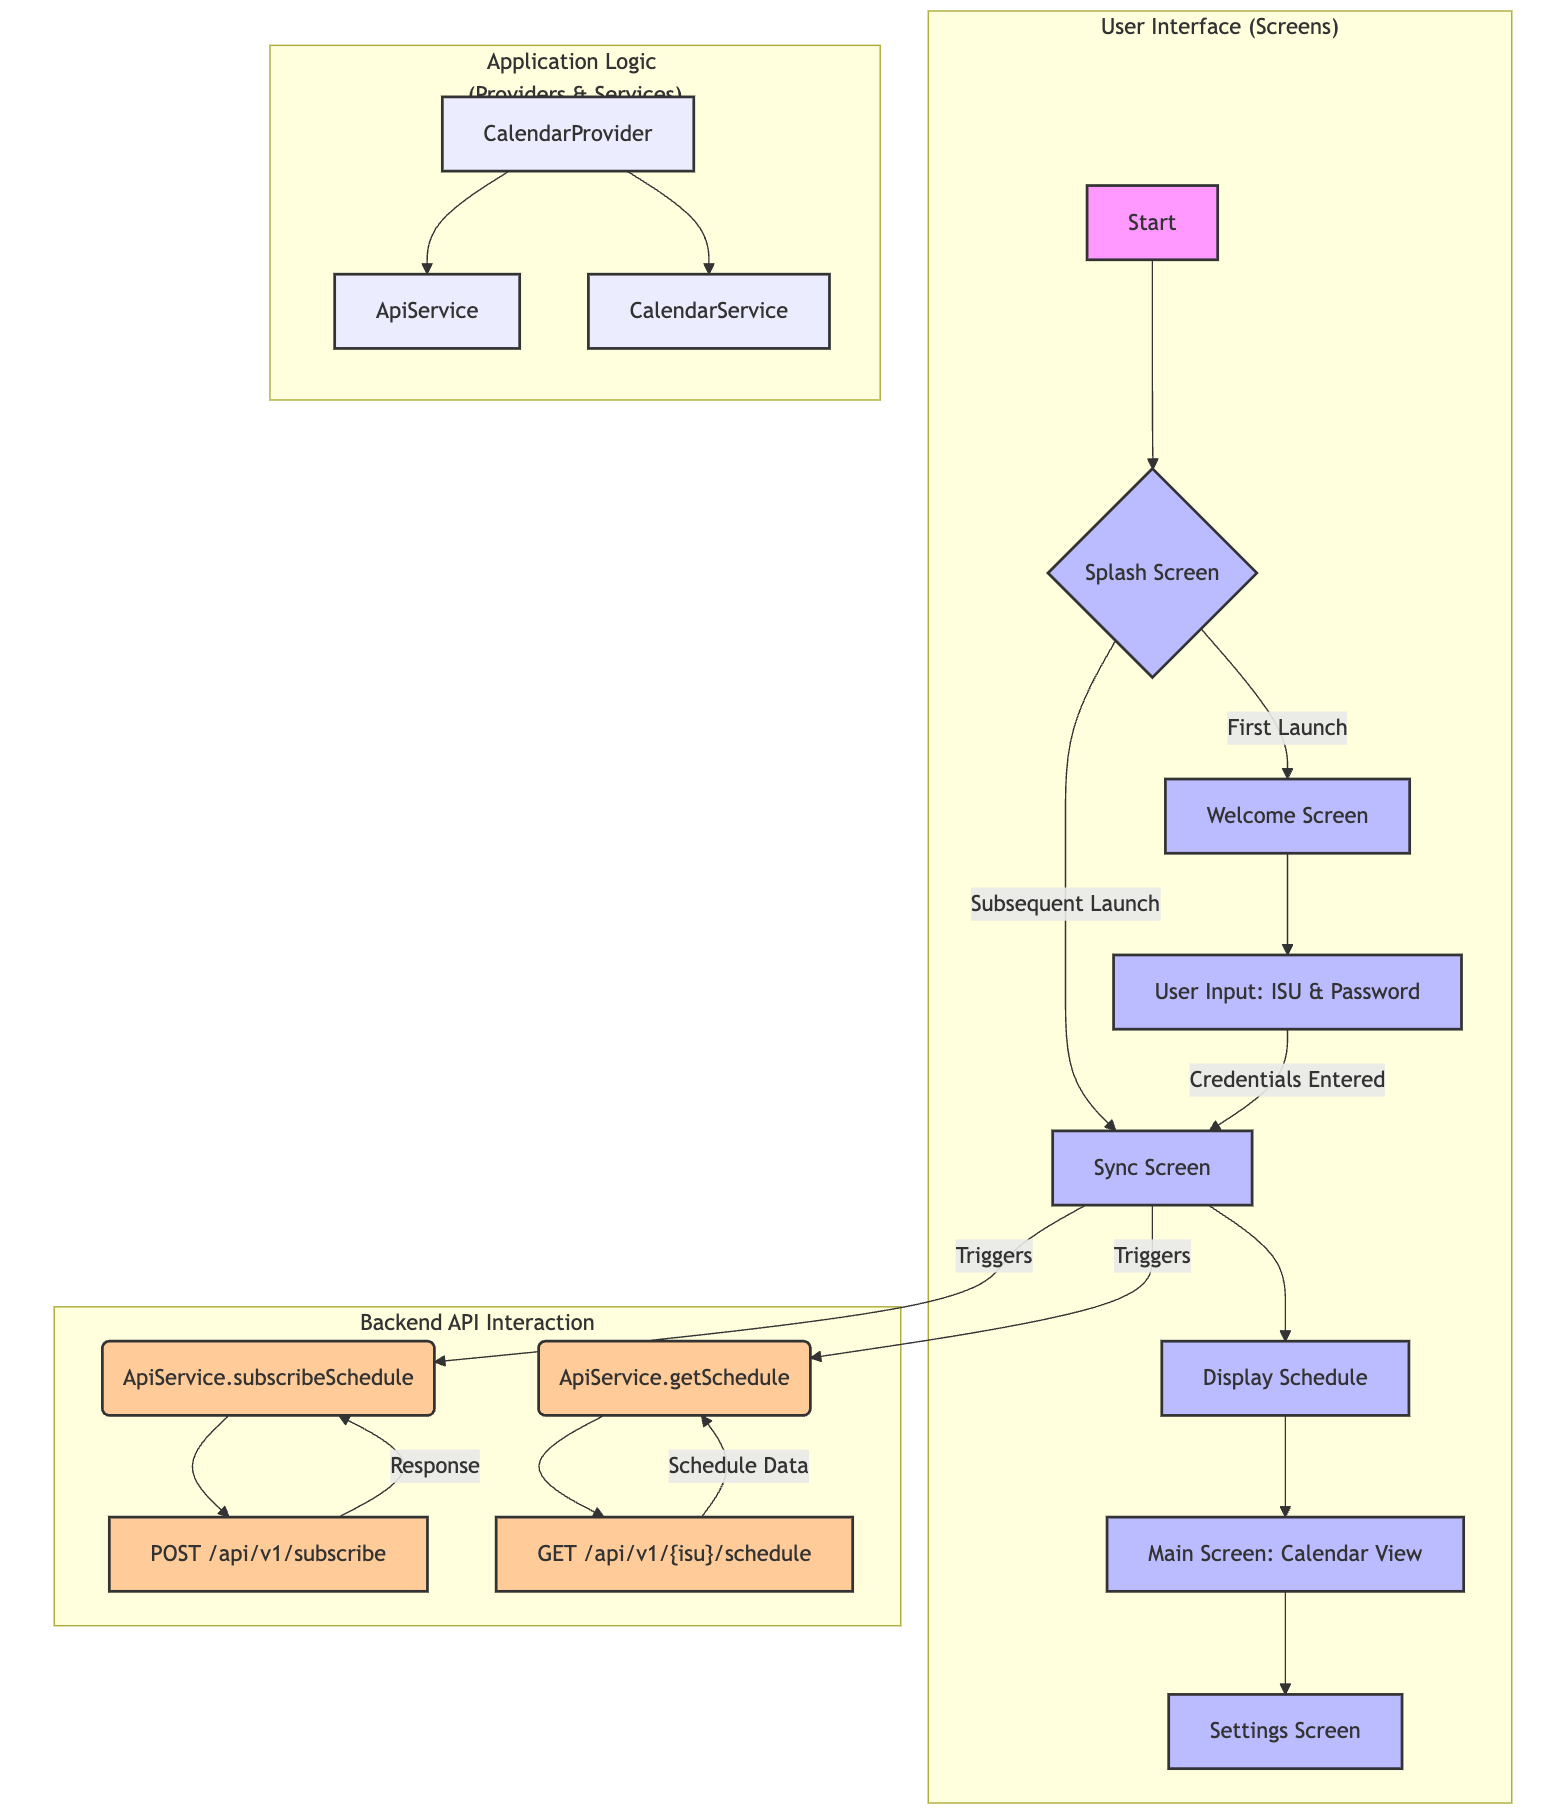 User Interface (Screens)
Application Logic
(Providers & Services)
CalendarProvider
ApiService
CalendarService
Start
Splash Screen
First Launch
Welcome Screen
Subsequent Launch
User Input: ISU & Password
Credentials Entered
Sync Screen
Triggers
Triggers
Backend API Interaction
ApiService.subscribeSchedule
ApiService.getSchedule
Display Schedule
Response
Schedule Data
POST /api/v1/subscribe
GET /api/v1/{isu}/schedule
Main Screen: Calendar View
Settings Screen